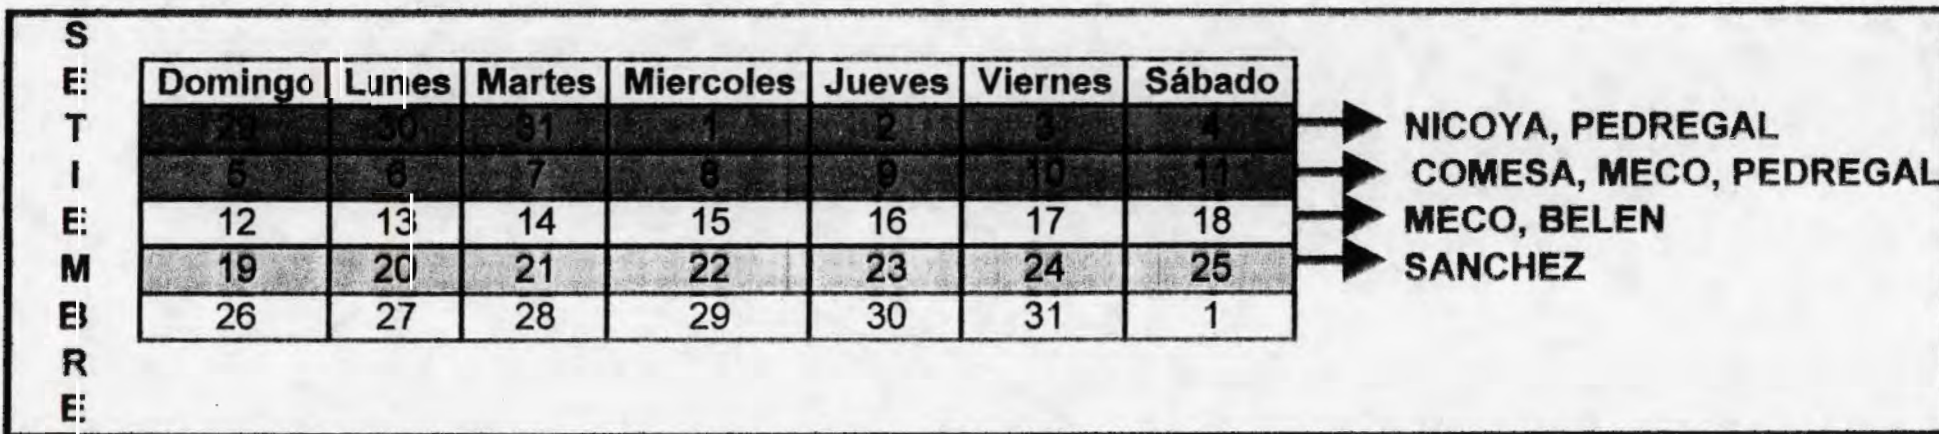 SETIEMBRE
Domingo Lunes Martes Miercoles Jueves Viernes Sábado
29 30 31 1 2 3 4 NICOYA, PEDREGAL
5 6 7 8 9 10 11 COMESA, MECO, PEDREGAL
12 13 14 15 16 17 18 MECO, BELEN
19 20 21 22 23 24 25 SANCHEZ
26 27 28 29 30 31 1